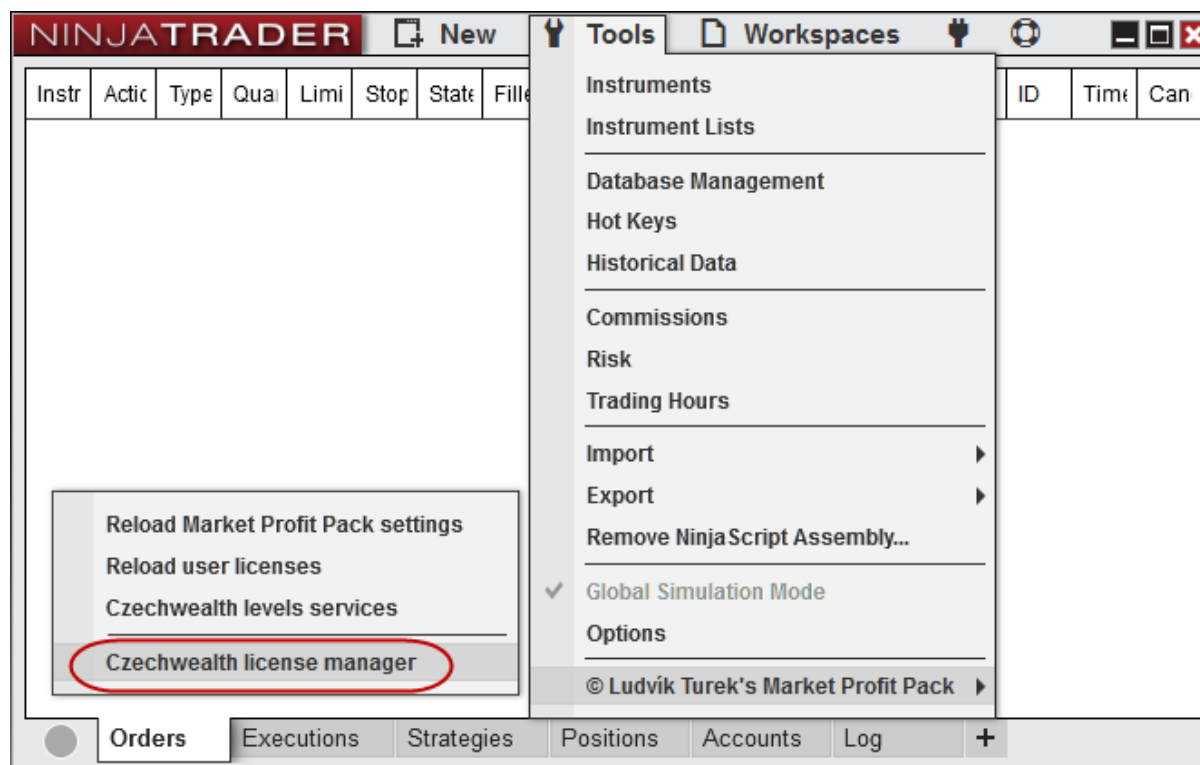 NINJATRADER New Tools Workspaces
Instr Actic Type Qua Limi Stop State Fille ID Time Can
Instruments
Instrument Lists
Database Management
Hot Keys
Historical Data
Commissions
Risk
Trading Hours
Import
Export
Remove NinjaScript Assembly...
Global Simulation Mode
Options
© Ludvík Turek's Market Profit Pack
Reload Market Profit Pack settings
Reload user licenses
Czechwealth levels services
Czechwealth license manager
Orders Executions Strategies Positions Accounts Log +